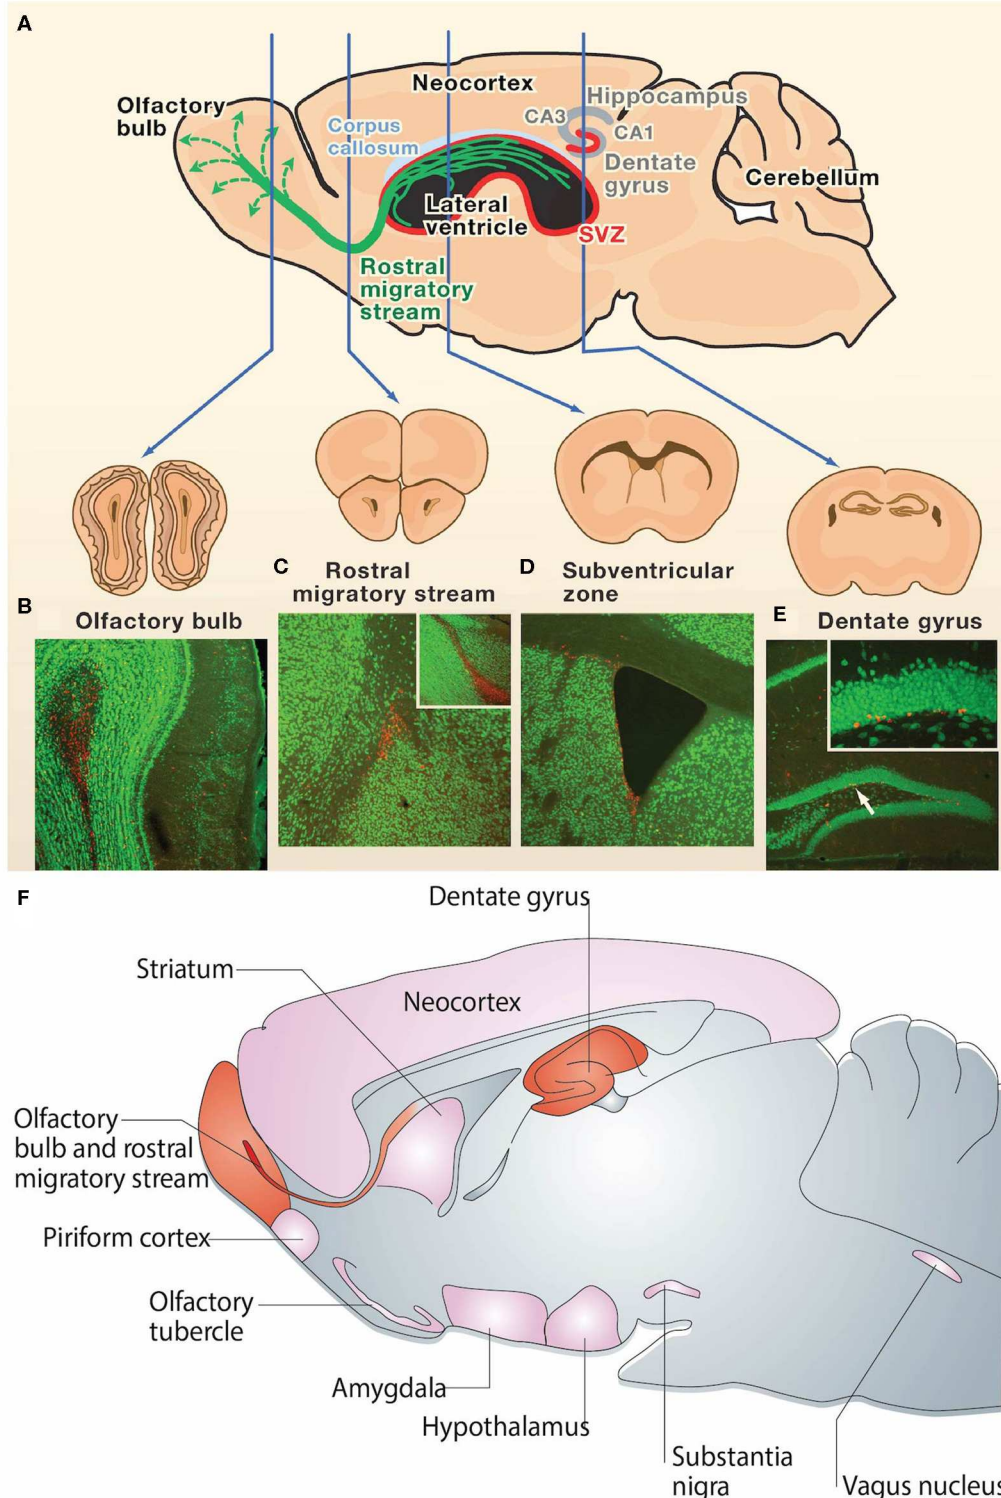 A
Neocortex
Olfactory
bulb
Corpus
callosum
CA3
Hippocampus
CA1
Dentate
gyrus
Cerebellum
Lateral
ventricle
SVZ
Rostral
migratory
stream
C
Rostral
migratory stream
D
Subventricular
zone
B
Olfactory bulb
E
Dentate gyrus
F
Dentate gyrus
Striatum
Neocortex
Olfactory
bulb and rostral
migratory stream
Piriform cortex
Olfactory
tubercle
Amygdala
Hypothalamus
Substantia
nigra
Vagus nucleus